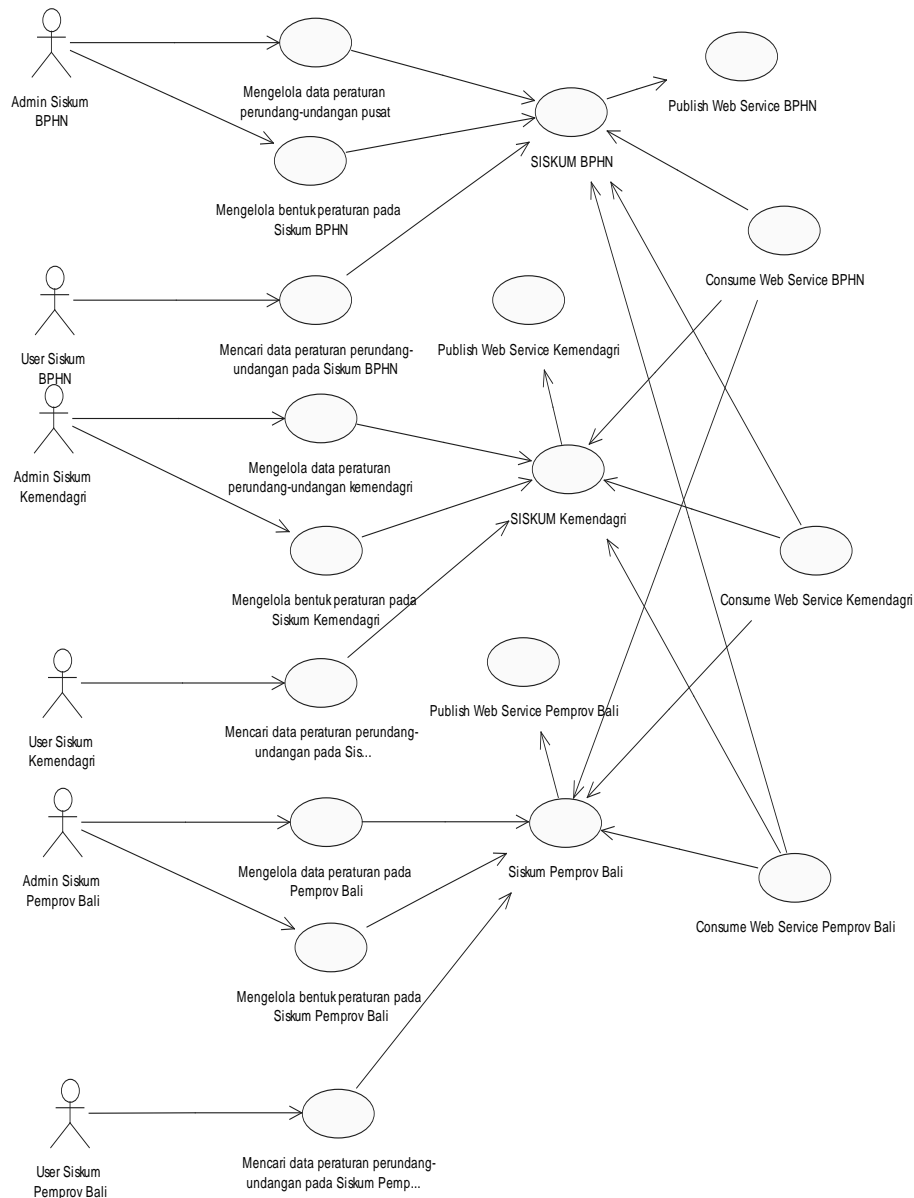 Admin Siskum
BPHN
Mengelola data peraturan
perundang-undangan pusat
Publish Web Service BPHN
SISKUM BPHN
Mengelola bentuk peraturan pada
Siskum BPHN
Consume Web Service BPHN
User Siskum
BPHN
Mencari data peraturan perundang-
undangan pada Siskum BPHN
Publish Web Service Kemendagri
Admin Siskum
Kemendagri
Mengelola data peraturan
perundang-undangan kemendagri
SISKUM Kemendagri
Mengelola bentuk peraturan pada
Siskum Kemendagri
Consume Web Service Kemendagri
User Siskum
Kemendagri
Mencari data peraturan perundang-
undangan pada Sis...
Publish Web Service Pemprov Bali
Admin Siskum
Pemprov Bali
Mengelola data peraturan pada
Pemprov Bali
Siskum Pemprov Bali
Consume Web Service Pemprov Bali
Mengelola bentuk peraturan pada
Siskum Pemprov Bali
User Siskum
Pemprov Bali
Mencari data peraturan perundang-
undangan pada Siskum Pemp...